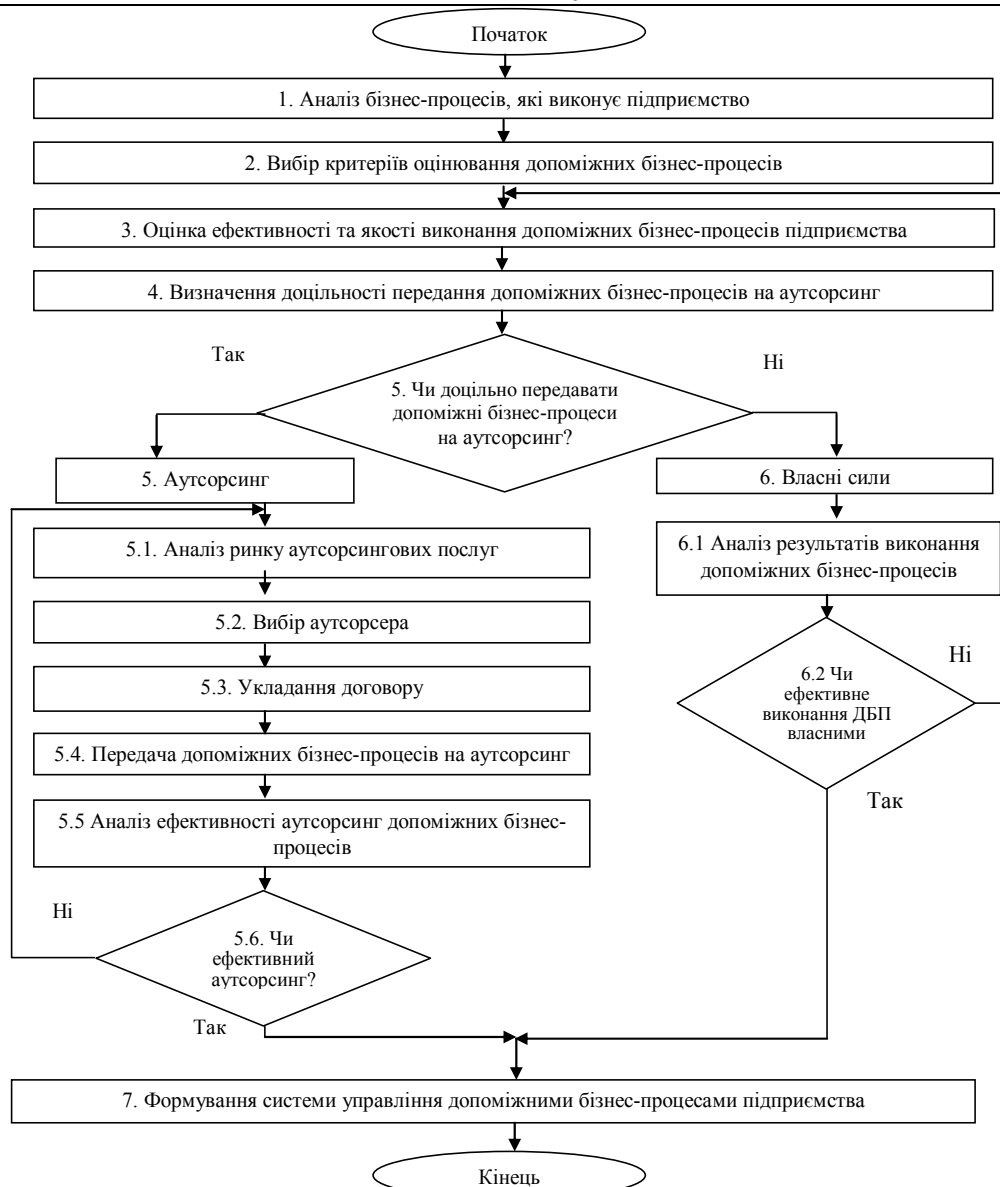 Початок
1. Аналіз бізнес-процесів, які виконує підприємство
2. Вибір критеріїв оцінювання допоміжних бізнес-процесів
3. Оцінка ефективності та якості виконання допоміжних бізнес-процесів підприємства
4. Визначення доцільності передання допоміжних бізнес-процесів на аутсорсинг
Так
Ні
5. Чи доцільно передавати
допоміжні бізнес-процеси
на аутсорсинг?
5. Аутсорсинг
5.1. Аналіз ринку аутсорсингових послуг
5.2. Вибір аутсорсера
5.3. Укладання договору
5.4. Передача допоміжних бізнес-процесів на аутсорсинг
5.5 Аналіз ефективності аутсорсинг допоміжних бізнес-
процесів
Ні
5.6. Чи
ефективний
аутсорсинг?
Так
6. Власні сили
6.1 Аналіз результатів виконання
допоміжних бізнес-процесів
Ні
6.2 Чи
ефективне
виконання ДБП
власними
Так
7. Формування системи управління допоміжними бізнес-процесами підприємства
Кінець